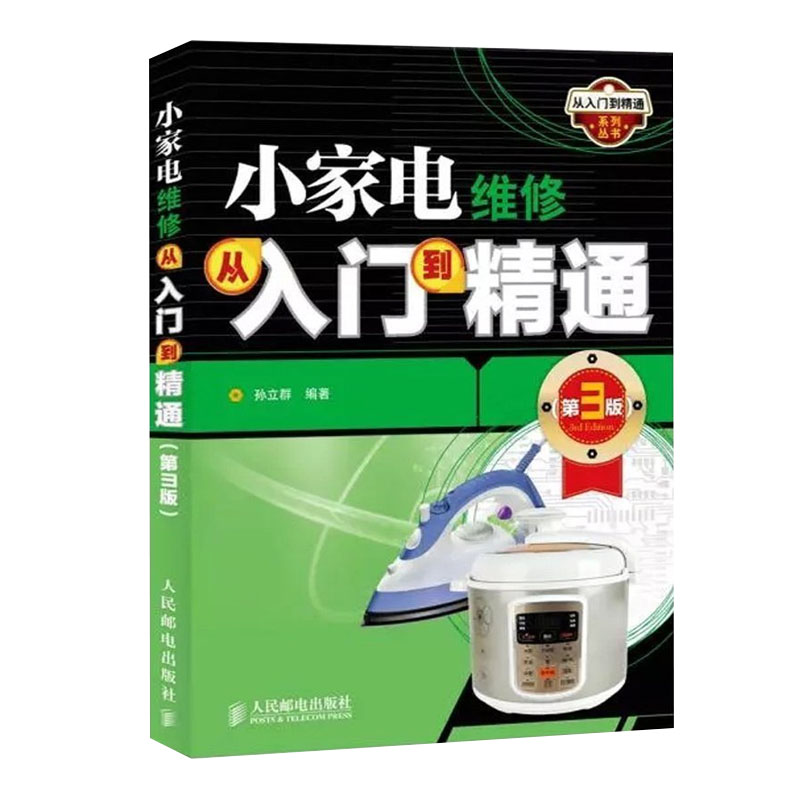 从入门到精通
系列
丛书
小家电维修
从入门到精通
第3版
3rd Edition
孙立群 编著
人民邮电出版社
POSTS & TELECOM PRESS
小家电维修从入门到精通(第3版)
人民邮电出版社